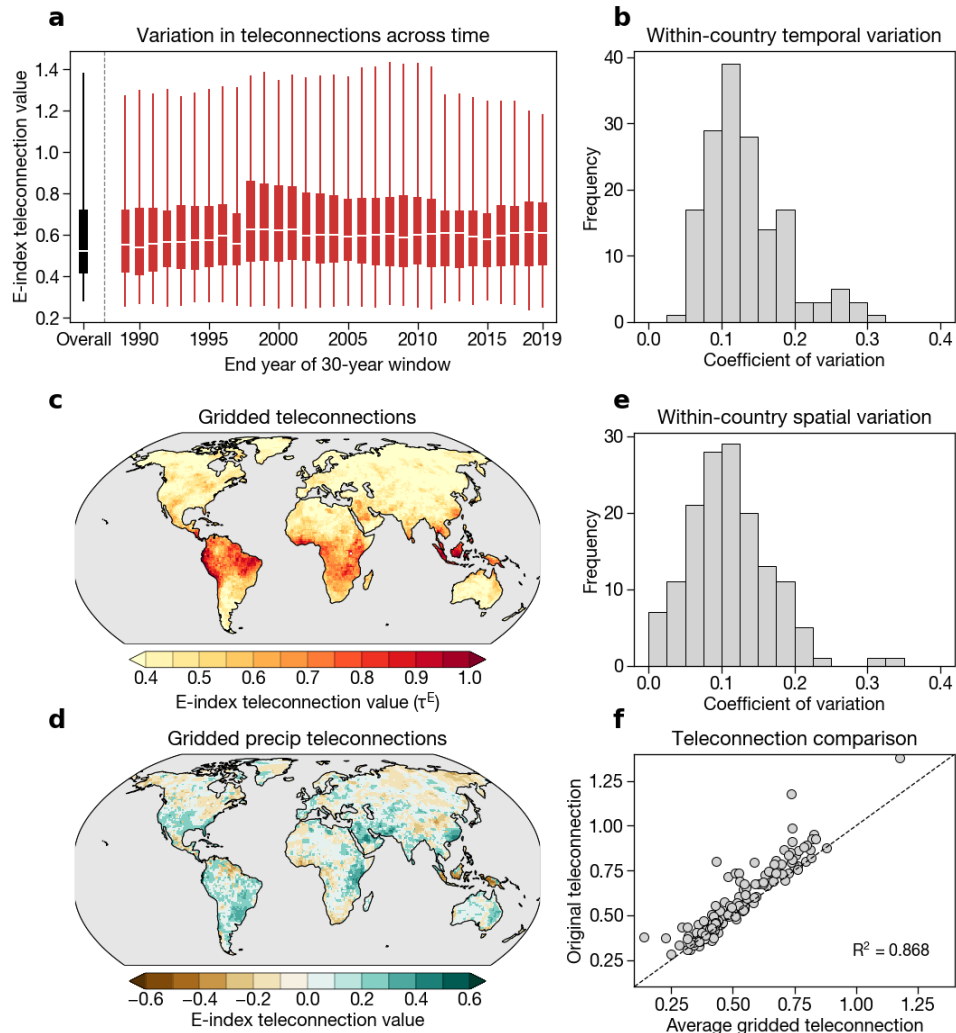 a
Variation in teleconnections across time
E-index teleconnection value
1.4
1.2
1.0
0.8
0.6
0.4
0.2
Overall 1990 1995 2000 2005 2010 2015 2019
End year of 30-year window
b
Within-country temporal variation
Frequency
40
30
20
10
0
0.0 0.1 0.2 0.3 0.4
Coefficient of variation
c
Gridded teleconnections
0.4 0.5 0.6 0.7 0.8 0.9 1.0
E-index teleconnection value (τᴱ)
e
Within-country spatial variation
Frequency
30
20
10
0
0.0 0.1 0.2 0.3 0.4
Coefficient of variation
d
Gridded precip teleconnections
−0.6 −0.4 −0.2 0.0 0.2 0.4 0.6
E-index teleconnection value
f
Teleconnection comparison
Original teleconnection
1.25
1.00
0.75
0.50
0.25
R² = 0.868
0.25 0.50 0.75 1.00 1.25
Average gridded teleconnection